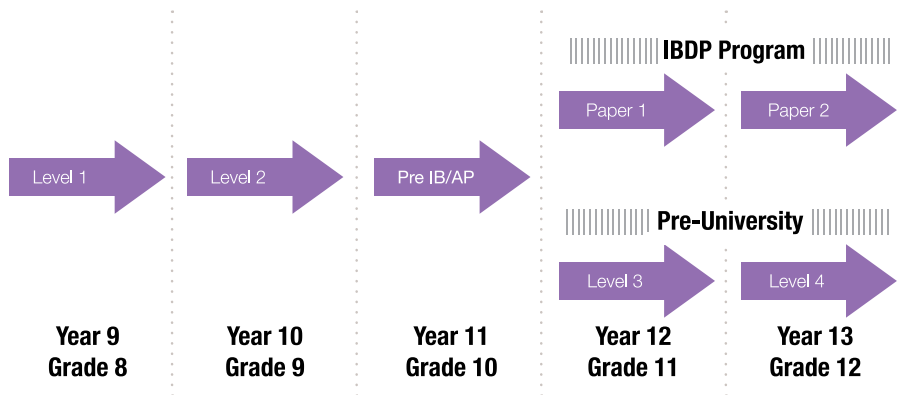 IBDP Program
Paper 1
Paper 2
Level 1
Level 2
Pre IB/AP
Pre-University
Level 3
Level 4
Year 9
Grade 8
Year 10
Grade 9
Year 11
Grade 10
Year 12
Grade 11
Year 13
Grade 12